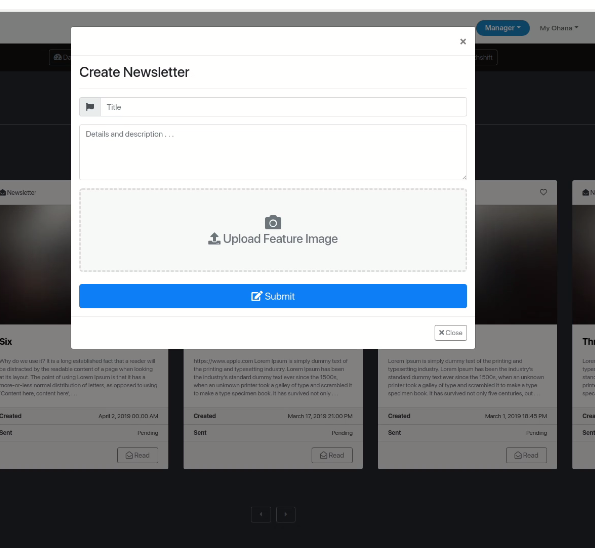 Manager
My Ohana
×
Create Newsletter
Title
Details and description . . .
Upload Feature Image
Submit
Close
Newsletter
Six
Why do we use it? It is a long established fact that a reader will
be distracted by the readable content of a page when looking
at its layout. The point of using Lorem Ipsum is that it has a
more-or-less normal distribution of letters, as opposed to using
'Content here, content here', . . .
Created April 2, 2019 00:00 AM
Sent Pending
Read
https://www.apple.com Lorem Ipsum is simply dummy text of
the printing and typesetting industry. Lorem Ipsum has been
the industry's standard dummy text ever since the 1500s,
when an unknown printer took a galley of type and scrambled it
to make a type specimen book. It has survived not only...
Created March 17, 2019 21:00 PM
Sent Pending
Read
Lorem Ipsum is simply dummy text of the printing and
typesetting industry. Lorem Ipsum has been the industry's
standard dummy text ever since the 1500s, when an unknown
printer took a galley of type and scrambled it to make a type
specimen book. It has survived not only five centuries, but...
Created March 1, 2019 18:45 PM
Sent Pending
Read
Sent